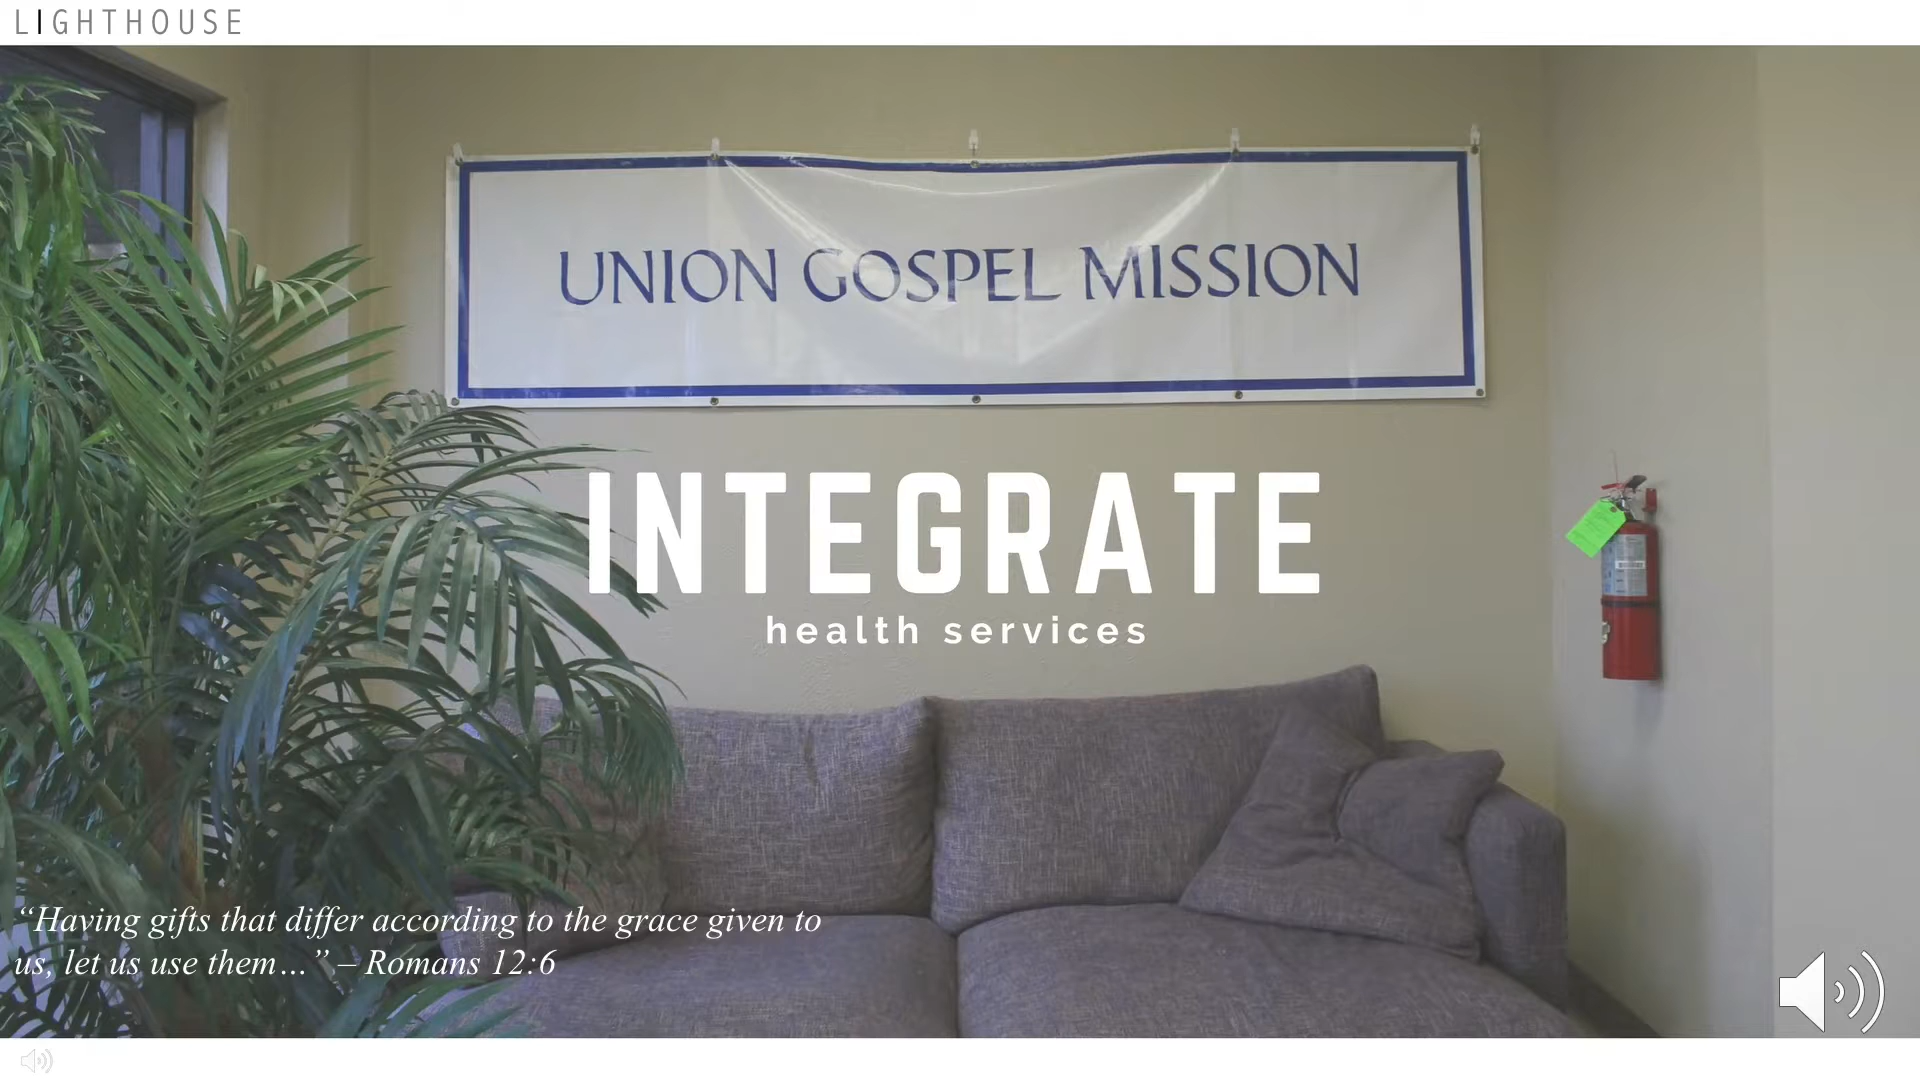 LIGHTHOUSE
UNION GOSPEL MISSION
INTEGRATE
health services
“Having gifts that differ according to the grace given to
us, let us use them…” – Romans 12:6